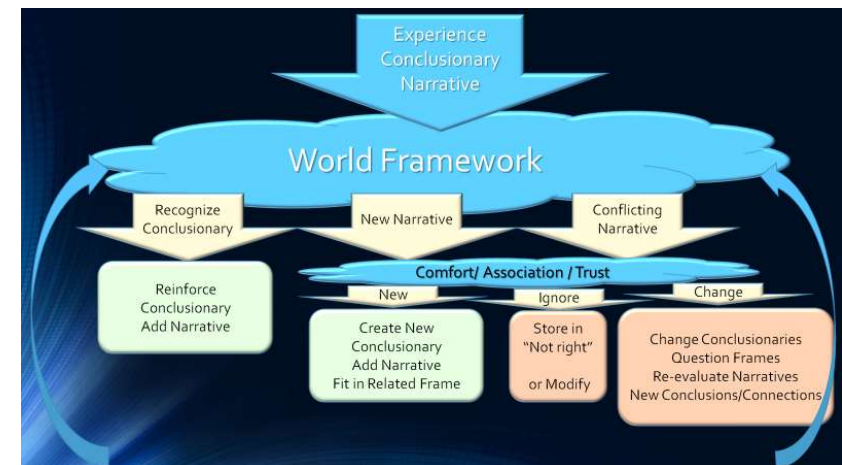 Experience
Conclusionary
Narrative
World Framework
Recognize
Conclusionary
New Narrative
Conflicting
Narrative
Comfort/ Association / Trust
New
Ignore
Change
Reinforce
Conclusionary
Add Narrative
Create New
Conclusionary
Add Narrative
Fit in Related Frame
Store in
“Not right”
or Modify
Change Conclusionaries
Question Frames
Re-evaluate Narratives
New Conclusions/Connections